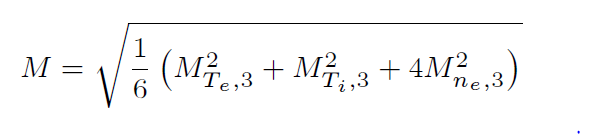 M = \sqrt{\frac{1}{6} \left( M_{T_e,3}^2 + M_{T_i,3}^2 + 4M_{n_e,3}^2 \right)}
.